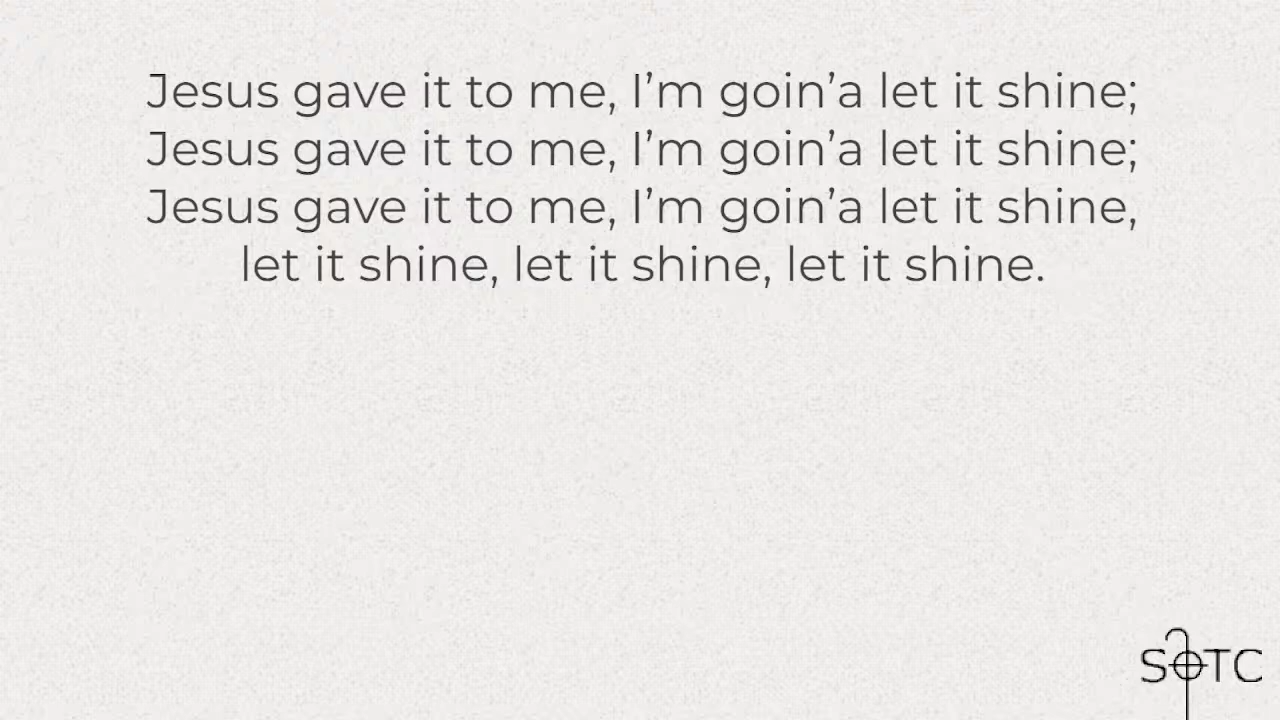 Jesus gave it to me, I’m goin’a let it shine;
Jesus gave it to me, I’m goin’a let it shine;
Jesus gave it to me, I’m goin’a let it shine,
let it shine, let it shine, let it shine.
SOTC